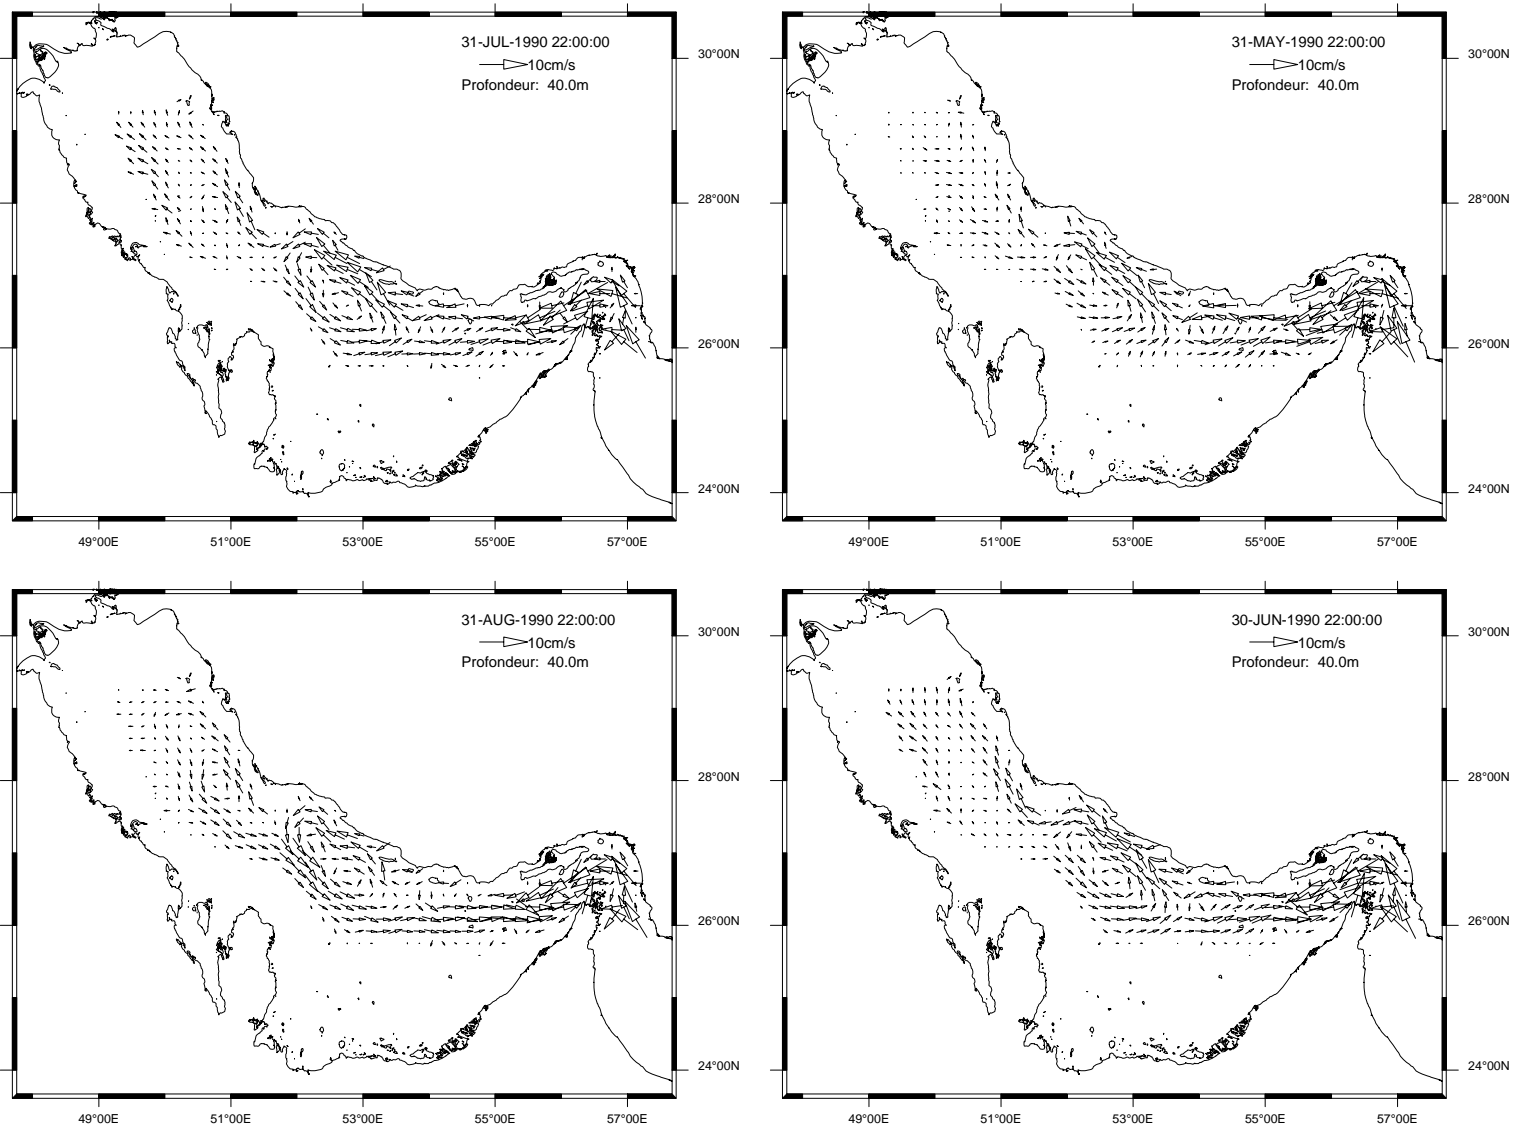 31-JUL-1990 22:00:00
10cm/s
Profondeur: 40.0m
30°00N
28°00N
26°00N
24°00N
49°00E 51°00E 53°00E 55°00E 57°00E
31-MAY-1990 22:00:00
10cm/s
Profondeur: 40.0m
30°00N
28°00N
26°00N
24°00N
49°00E 51°00E 53°00E 55°00E 57°00E
31-AUG-1990 22:00:00
10cm/s
Profondeur: 40.0m
30°00N
28°00N
26°00N
24°00N
49°00E 51°00E 53°00E 55°00E 57°00E
30-JUN-1990 22:00:00
10cm/s
Profondeur: 40.0m
30°00N
28°00N
26°00N
24°00N
49°00E 51°00E 53°00E 55°00E 57°00E